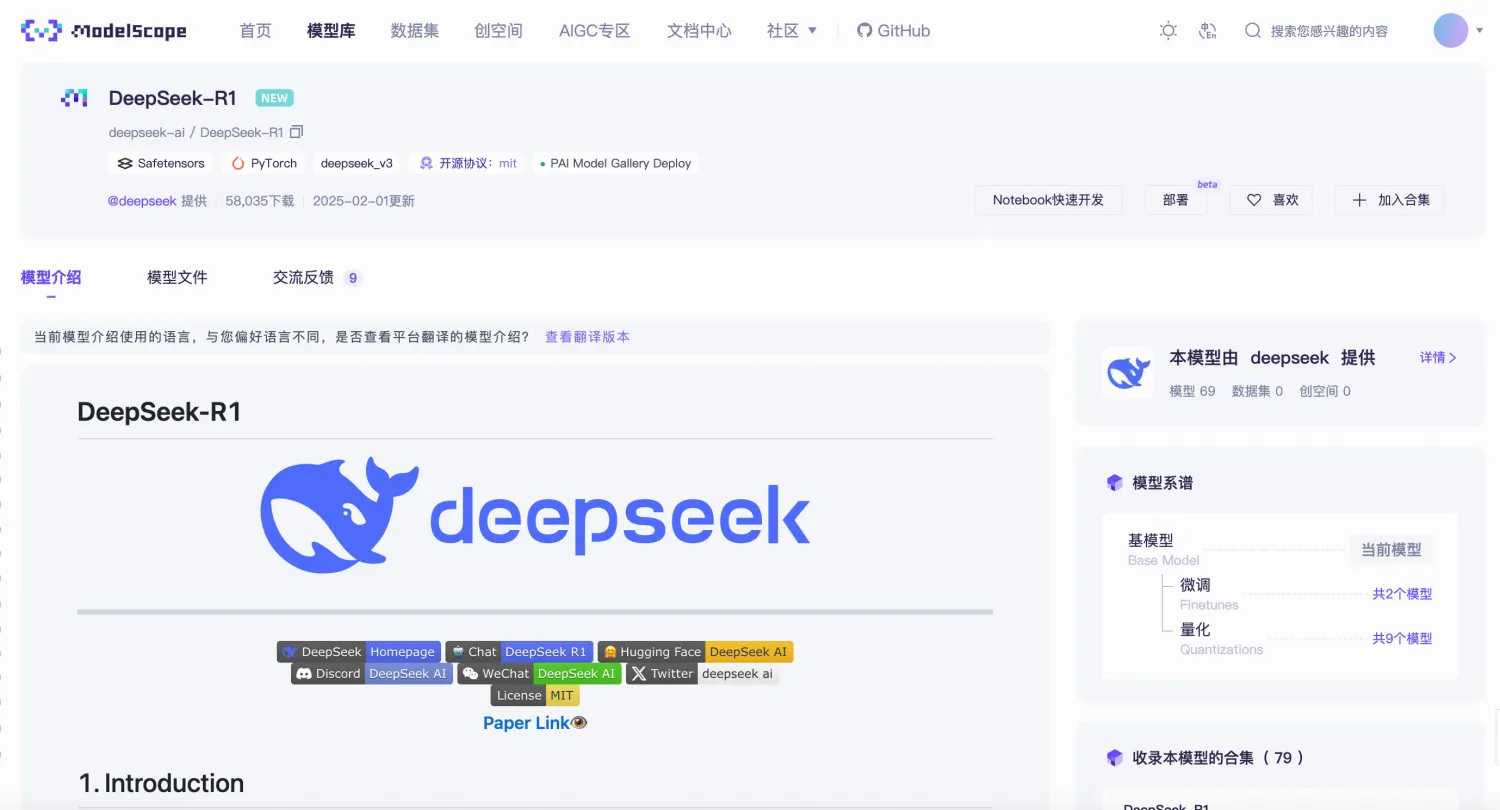 ModelScope 首页 模型库 数据集 创空间 AIGC专区 文档中心 社区 GitHub 搜索您感兴趣的内容
DeepSeek-R1 NEW
deepseek-ai / DeepSeek-R1
Safetensors PyTorch deepseek_v3 开源协议：mit PAI Model Gallery Deploy
@deepseek 提供 58,035下载 2025-02-01更新
Notebook快速开发 部署 beta 喜欢 加入合集
模型介绍 模型文件 交流反馈 9
当前模型介绍使用的语言，与您偏好语言不同，是否查看平台翻译的模型介绍？ 查看翻译版本
DeepSeek-R1
deepseek
DeepSeek Homepage Chat DeepSeek R1 Hugging Face DeepSeek AI
Discord DeepSeek AI WeChat DeepSeek AI Twitter deepseek ai
License MIT
Paper Link
1. Introduction
本模型由 deepseek 提供 详情
模型 69 数据集 0 创空间 0
模型系谱
基模型 当前模型
Base Model
微调 共2个模型
Finetunes
量化 共9个模型
Quantizations
收录本模型的合集（ 79 ）
DeepSeek-R1